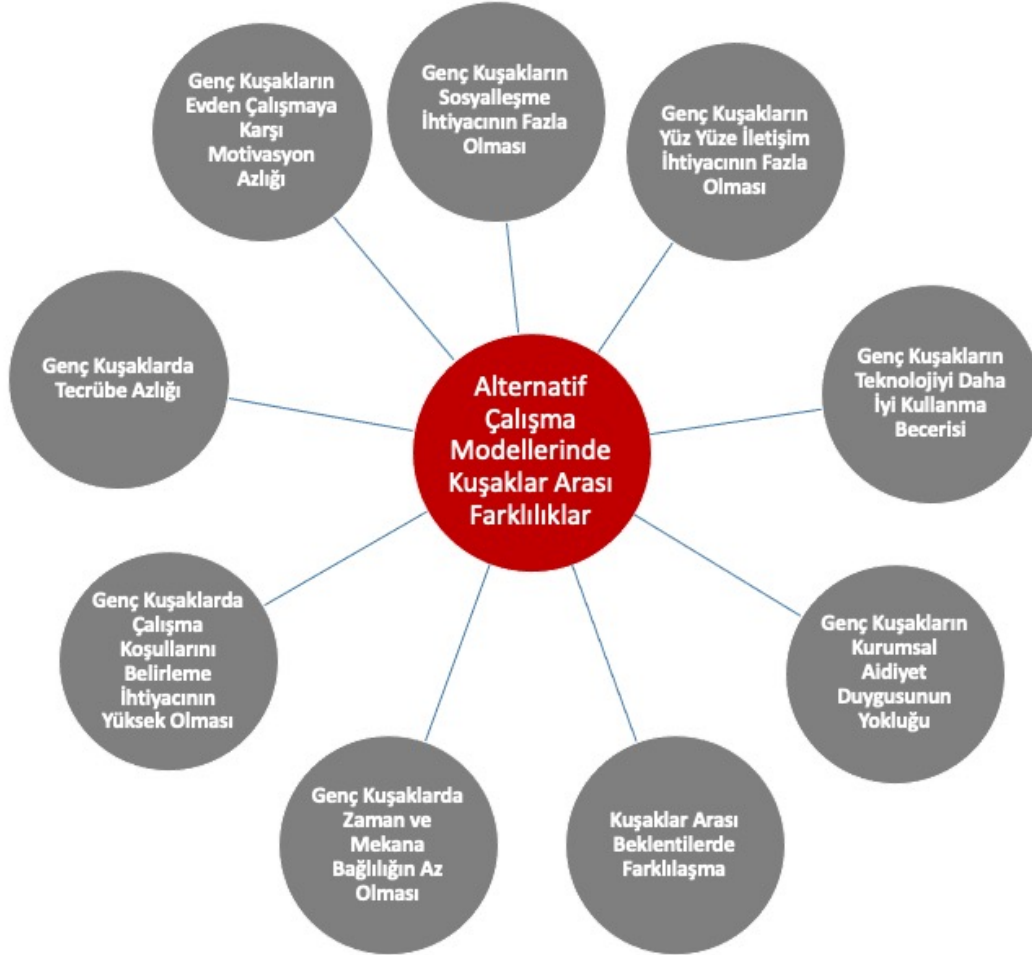 Genç Kuşakların
Evden Çalışmaya
Karşı
Motivasyon
Azlığı
Genç Kuşakların
Sosyalleşme
İhtiyacının Fazla
Olması
Genç Kuşakların
Yüz Yüze İletişim
İhtiyacının Fazla
Olması
Genç Kuşaklarda
Tecrübe Azlığı
Alternatif
Çalışma
Modellerinde
Kuşaklar Arası
Farklılıklar
Genç Kuşakların
Teknolojiyi Daha
İyi Kullanma
Becerisi
Genç Kuşaklarda
Çalışma
Koşullarını
Belirleme
İhtiyacının
Yüksek Olması
Genç Kuşakların
Kurumsal
Aidiyet
Duygusunun
Yokluğu
Genç Kuşaklarda
Zaman ve
Mekana
Bağlılığın Az
Olması
Kuşaklar Arası
Beklentilerde
Farklılaşma